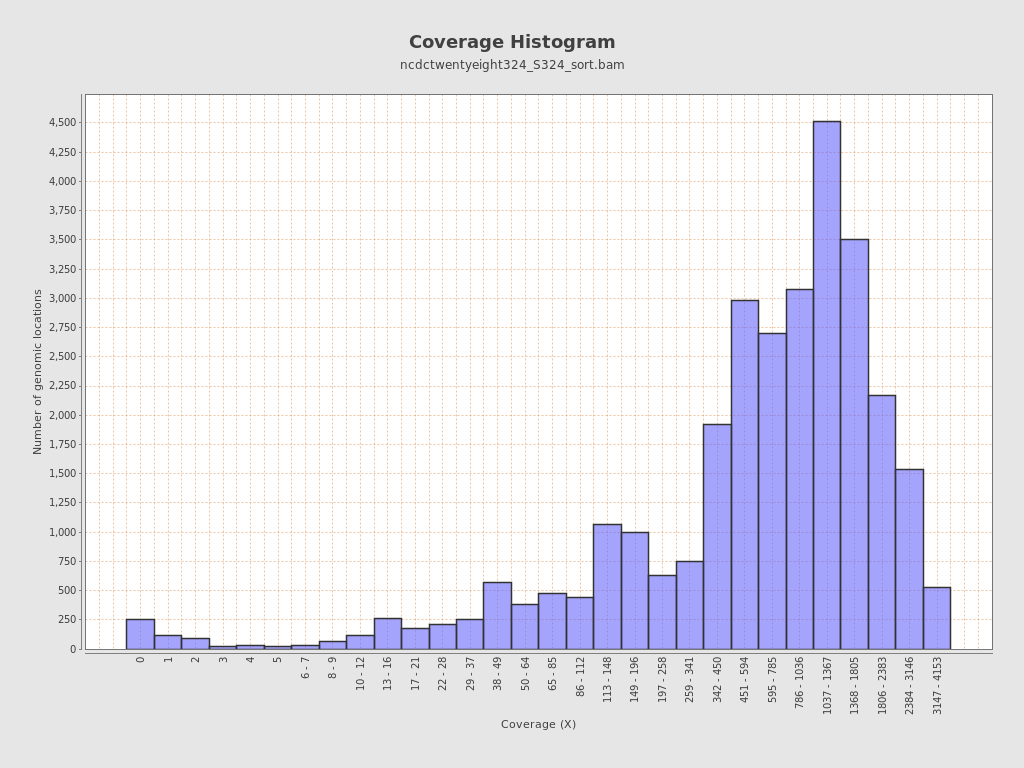 Coverage Histogram
ncdctwentyeight324_S324_sort.bam
Number of genomic locations
4,500
4,250
4,000
3,750
3,500
3,250
3,000
2,750
2,500
2,250
2,000
1,750
1,500
1,250
1,000
750
500
250
0
0
1
2
3
4
5
6 - 7
8 - 9
10 - 12
13 - 16
17 - 21
22 - 28
29 - 37
38 - 49
50 - 64
65 - 85
86 - 112
113 - 148
149 - 196
197 - 258
259 - 341
342 - 450
451 - 594
595 - 785
786 - 1036
1037 - 1367
1368 - 1805
1806 - 2383
2384 - 3146
3147 - 4153
Coverage (X)